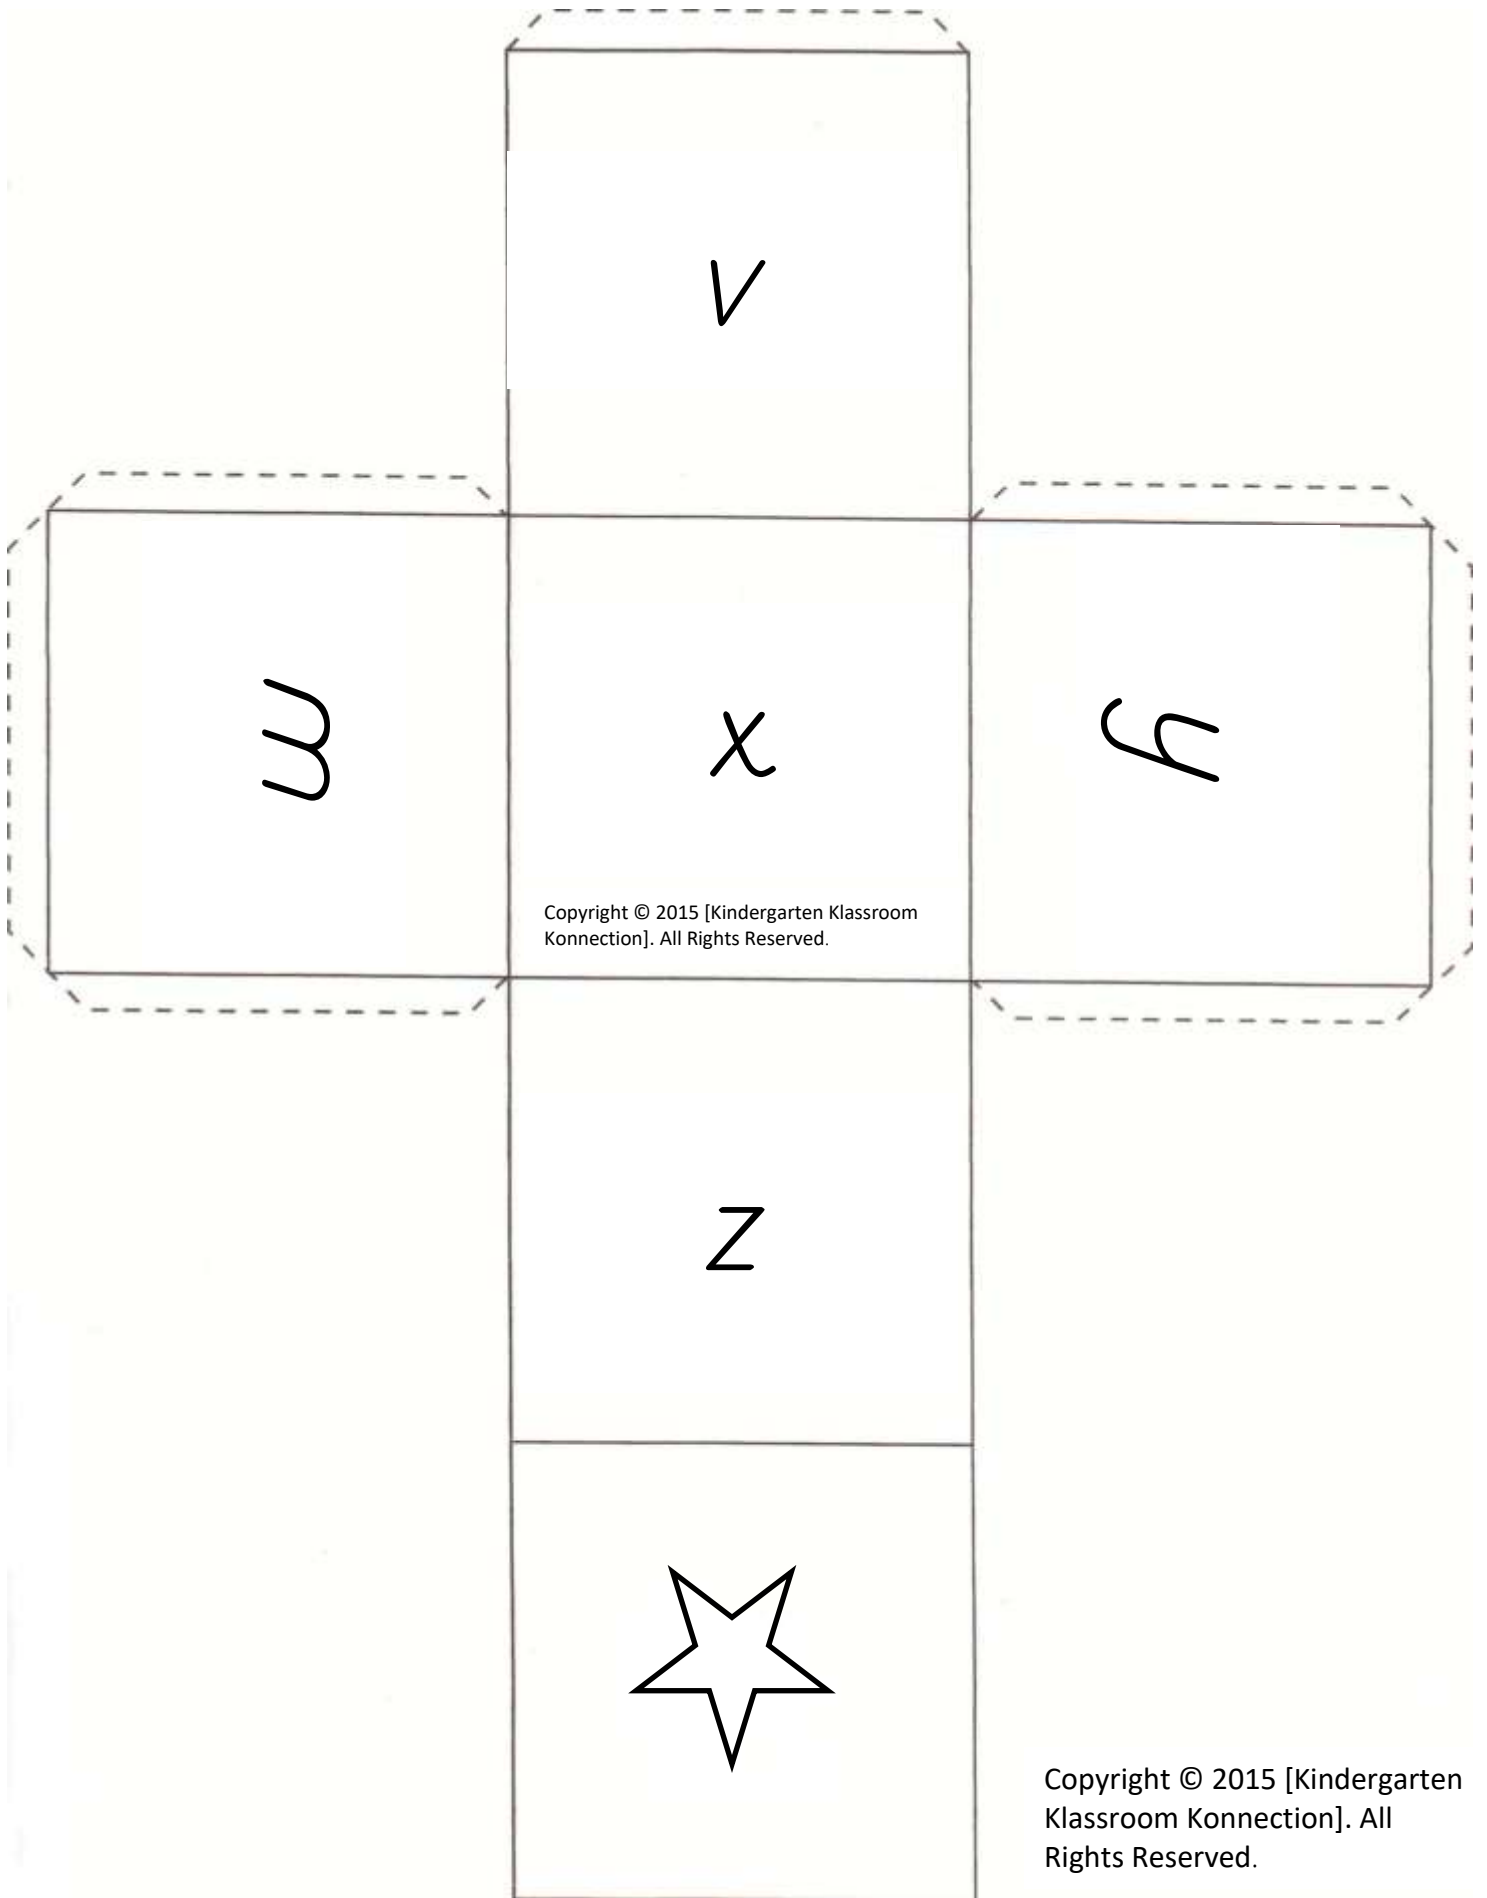 v
w
x
y
Copyright © 2015 [Kindergarten Klassroom
Konnection]. All Rights Reserved.
z
Copyright © 2015 [Kindergarten
Klassroom Konnection]. All
Rights Reserved.